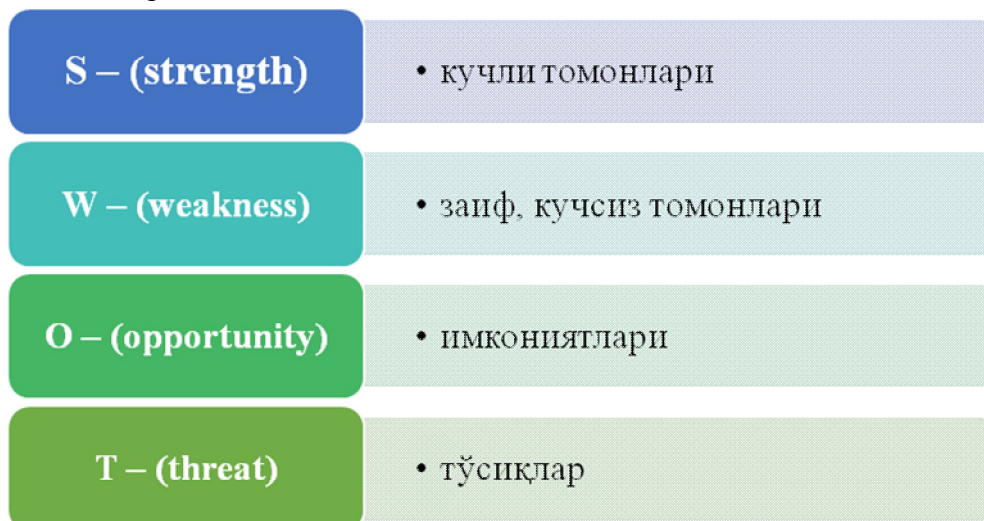 S – (strength)
• кучли томонлари
W – (weakness)
• заиф, кучсиз томонлари
O – (opportunity)
• имкониятлари
T – (threat)
• тўсиқлар